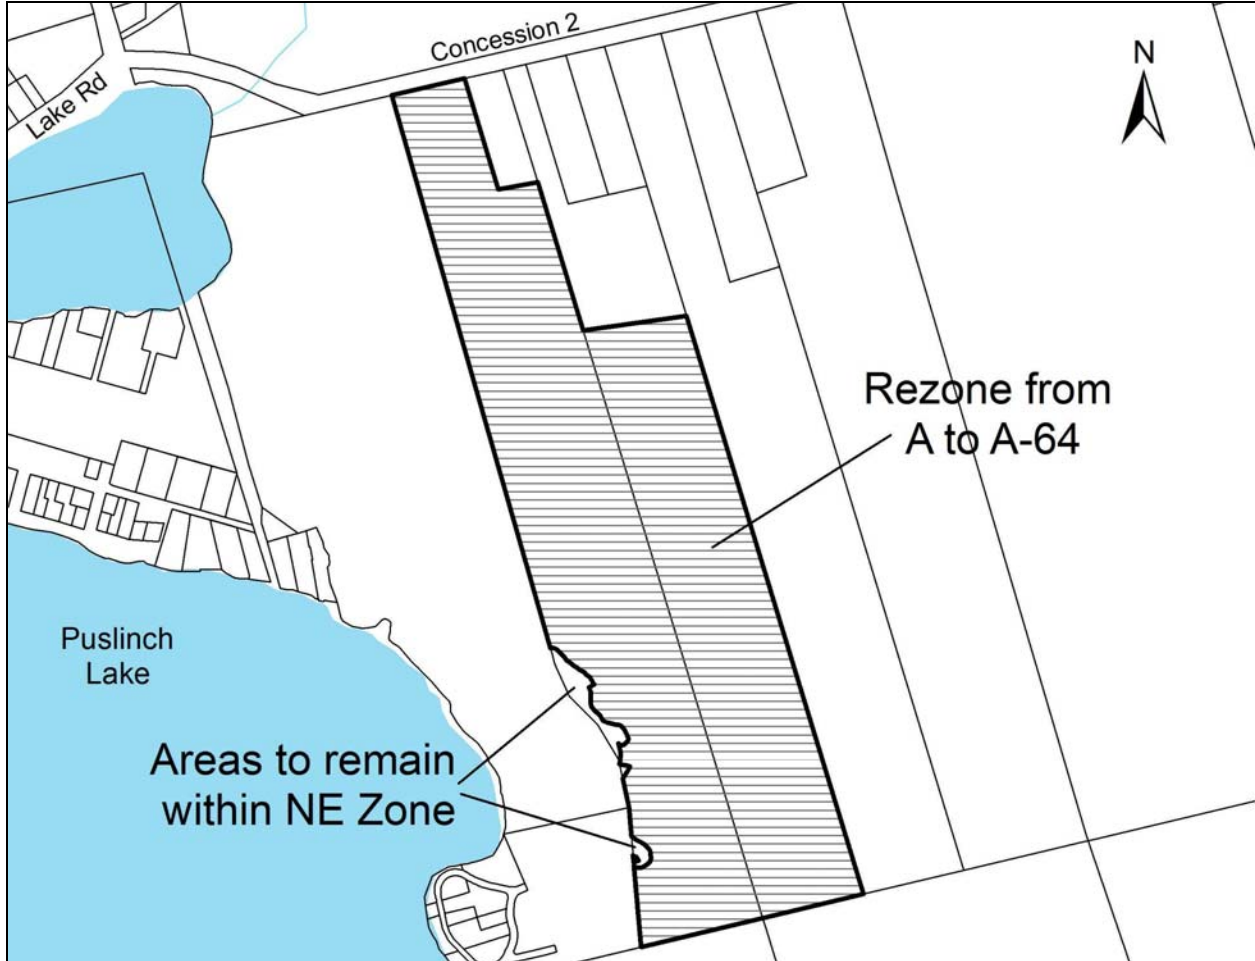 Concession 2
N
Lake Rd
Rezone from
A to A-64
Puslinch
Lake
Areas to remain
within NE Zone